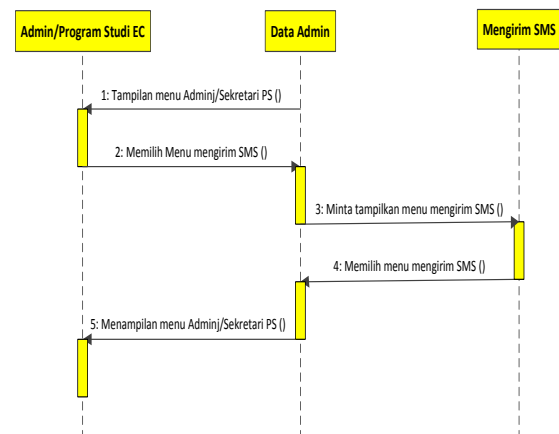 Admin/Program Studi EC
Data Admin
Mengirim SMS
1: Tampilan menu Adminj/Sekretari PS ()
2: Memilih Menu mengirim SMS ()
3: Minta tampilkan menu mengirim SMS ()
4: Memilih menu mengirim SMS ()
5: Menampilan menu Adminj/Sekretari PS ()